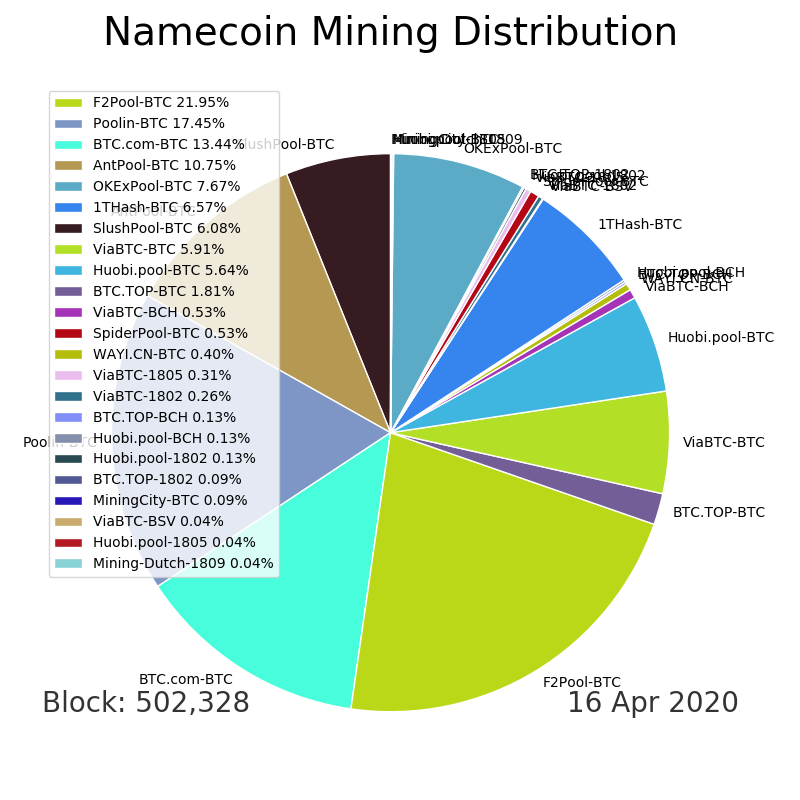 Namecoin Mining Distribution
F2Pool-BTC 21.95%
Poolin-BTC 17.45%
BTC.com-BTC 13.44%
AntPool-BTC 10.75%
OKExPool-BTC 7.67%
1THash-BTC 6.57%
SlushPool-BTC 6.08%
ViaBTC-BTC 5.91%
Huobi.pool-BTC 5.64%
BTC.TOP-BTC 1.81%
ViaBTC-BCH 0.53%
SpiderPool-BTC 0.53%
WAYI.CN-BTC 0.40%
ViaBTC-1805 0.31%
ViaBTC-1802 0.26%
BTC.TOP-BCH 0.13%
Huobi.pool-BCH 0.13%
Huobi.pool-1802 0.13%
BTC.TOP-1802 0.09%
MiningCity-BTC 0.09%
ViaBTC-BSV 0.04%
Huobi.pool-1805 0.04%
Mining-Dutch-1809 0.04%
SlushPool-BTC
OKExPool-BTC
AntPool-BTC
1THash-BTC
Huobi.pool-BCH
WAYI.CN-BTC
ViaBTC-BCH
Huobi.pool-BTC
Poolin-BTC
ViaBTC-BTC
BTC.TOP-BTC
BTC.com-BTC
F2Pool-BTC
Block: 502,328
16 Apr 2020